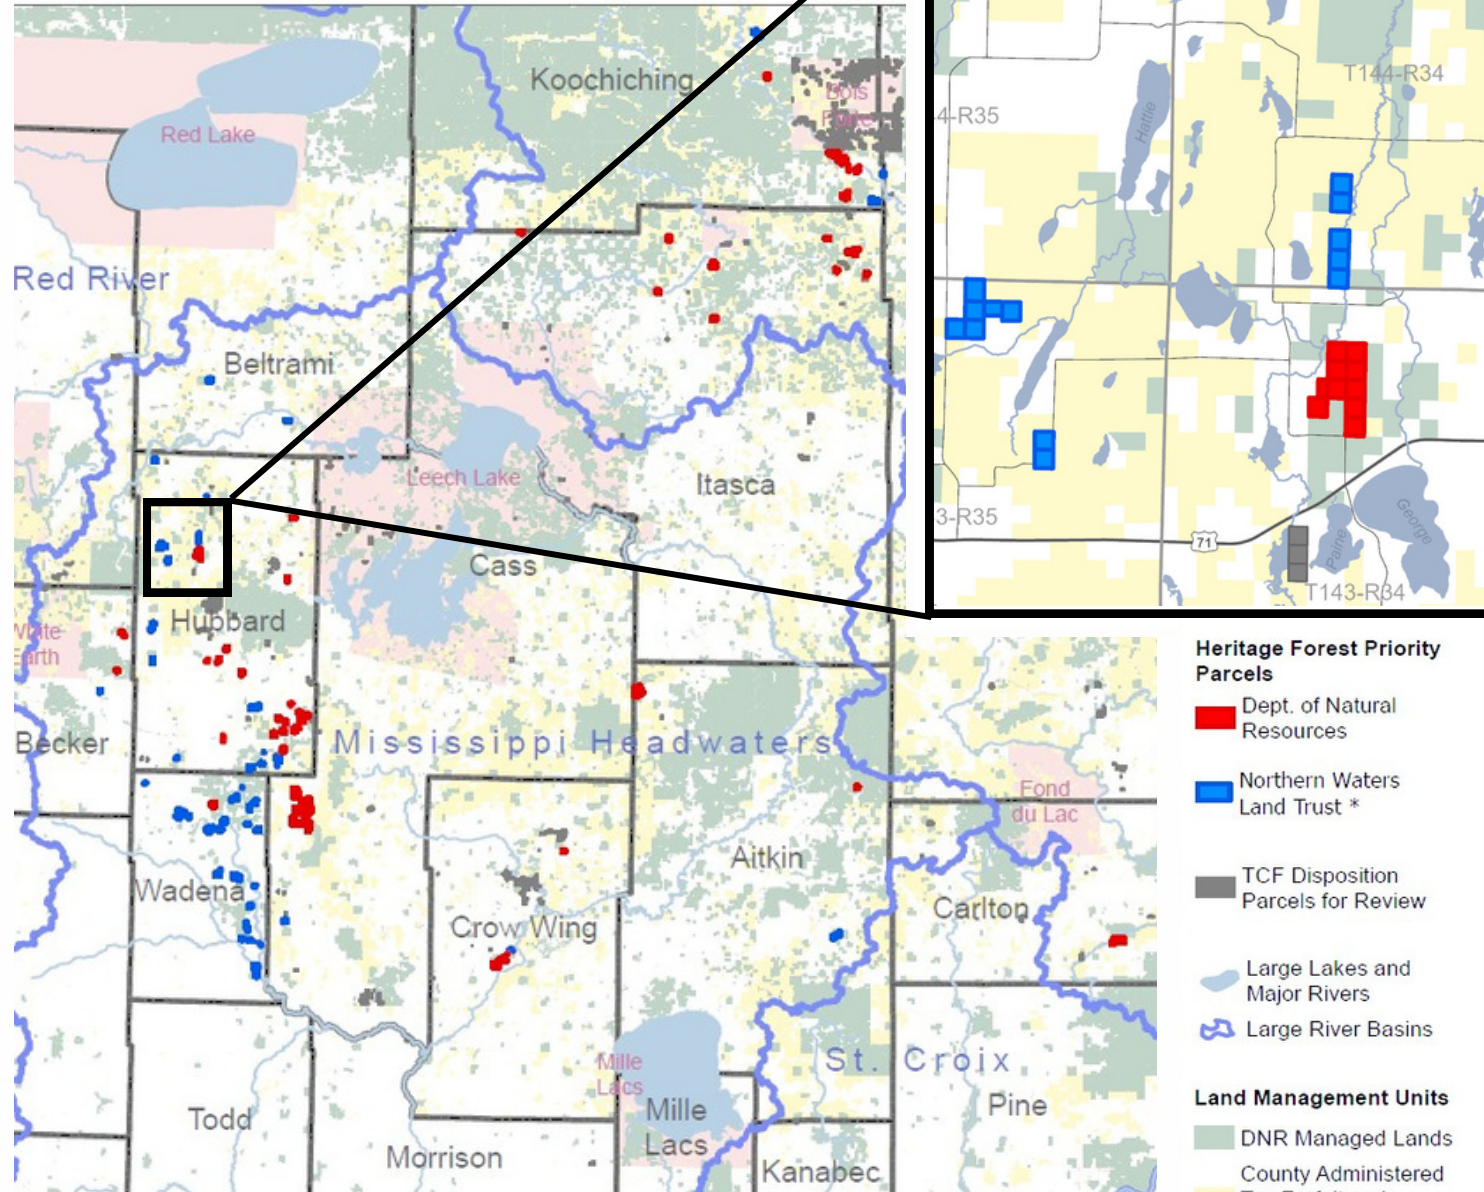 Koochiching
Bois
Forte
Red Lake
Red River
Beltrami
Leech Lake
Itasca
Cass
Hubbard
White
Earth
Becker
Mississippi Headwaters
Fond
du Lac
Aitkin
Wadena
Crow Wing
Carlton
St. Croix
Mille
Lacs
Mille
Lacs
Pine
Todd
Morrison
Kanabec
T144-R34
4-R35
Hattie
3-R35
71
Paine
George
T143-R34
Heritage Forest Priority
Parcels
Dept. of Natural
Resources
Northern Waters
Land Trust *
TCF Disposition
Parcels for Review
Large Lakes and
Major Rivers
Large River Basins
Land Management Units
DNR Managed Lands
County Administered